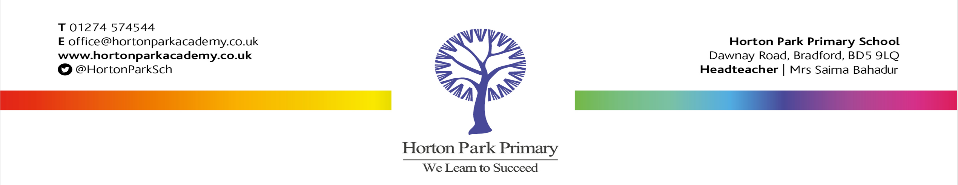 T 01274 574544
E office@hortonparkacademy.co.uk
www.hortonparkacademy.co.uk
@HortonParkSch
Horton Park Primary
We Learn to Succeed
Horton Park Primary School
Dawnay Road, Bradford, BD5 9LQ
Headteacher | Mrs Saima Bahadur